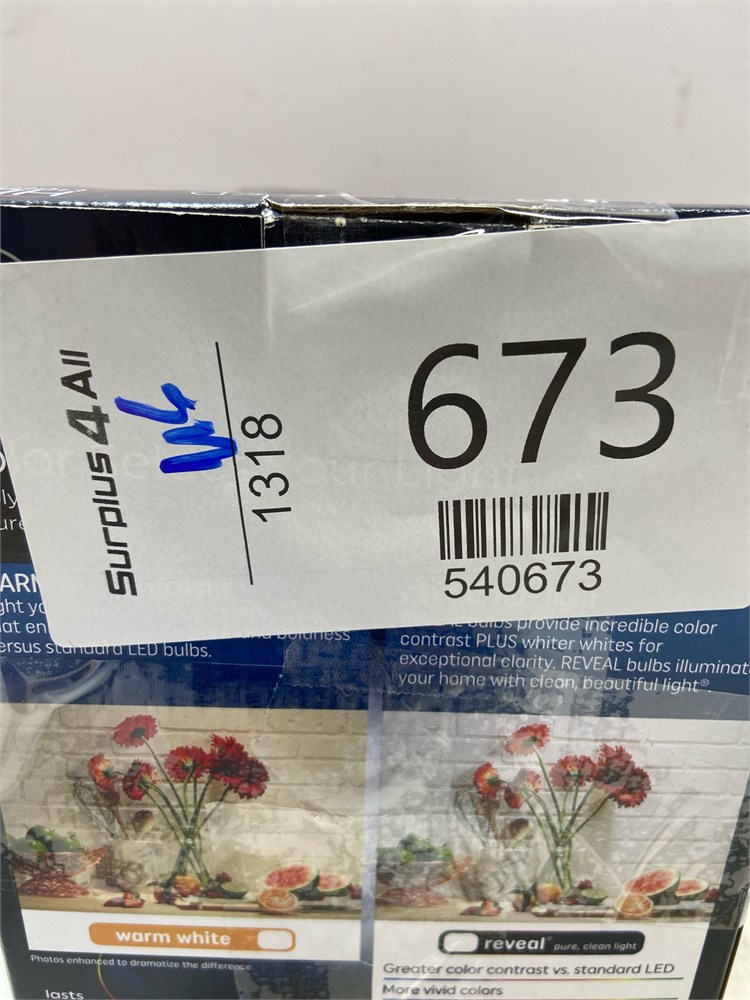 Surplus 4 All
1318
673
540673
versus standard LED bulbs.
bulbs provide incredible color
contrast PLUS whiter whites for
exceptional clarity. REVEAL bulbs illuminat
your home with clean, beautiful light®.
warm white
reveal® pure, clean light
Photos enhanced to dramatize the difference
Greater color contrast vs. standard LED
More vivid colors
lasts